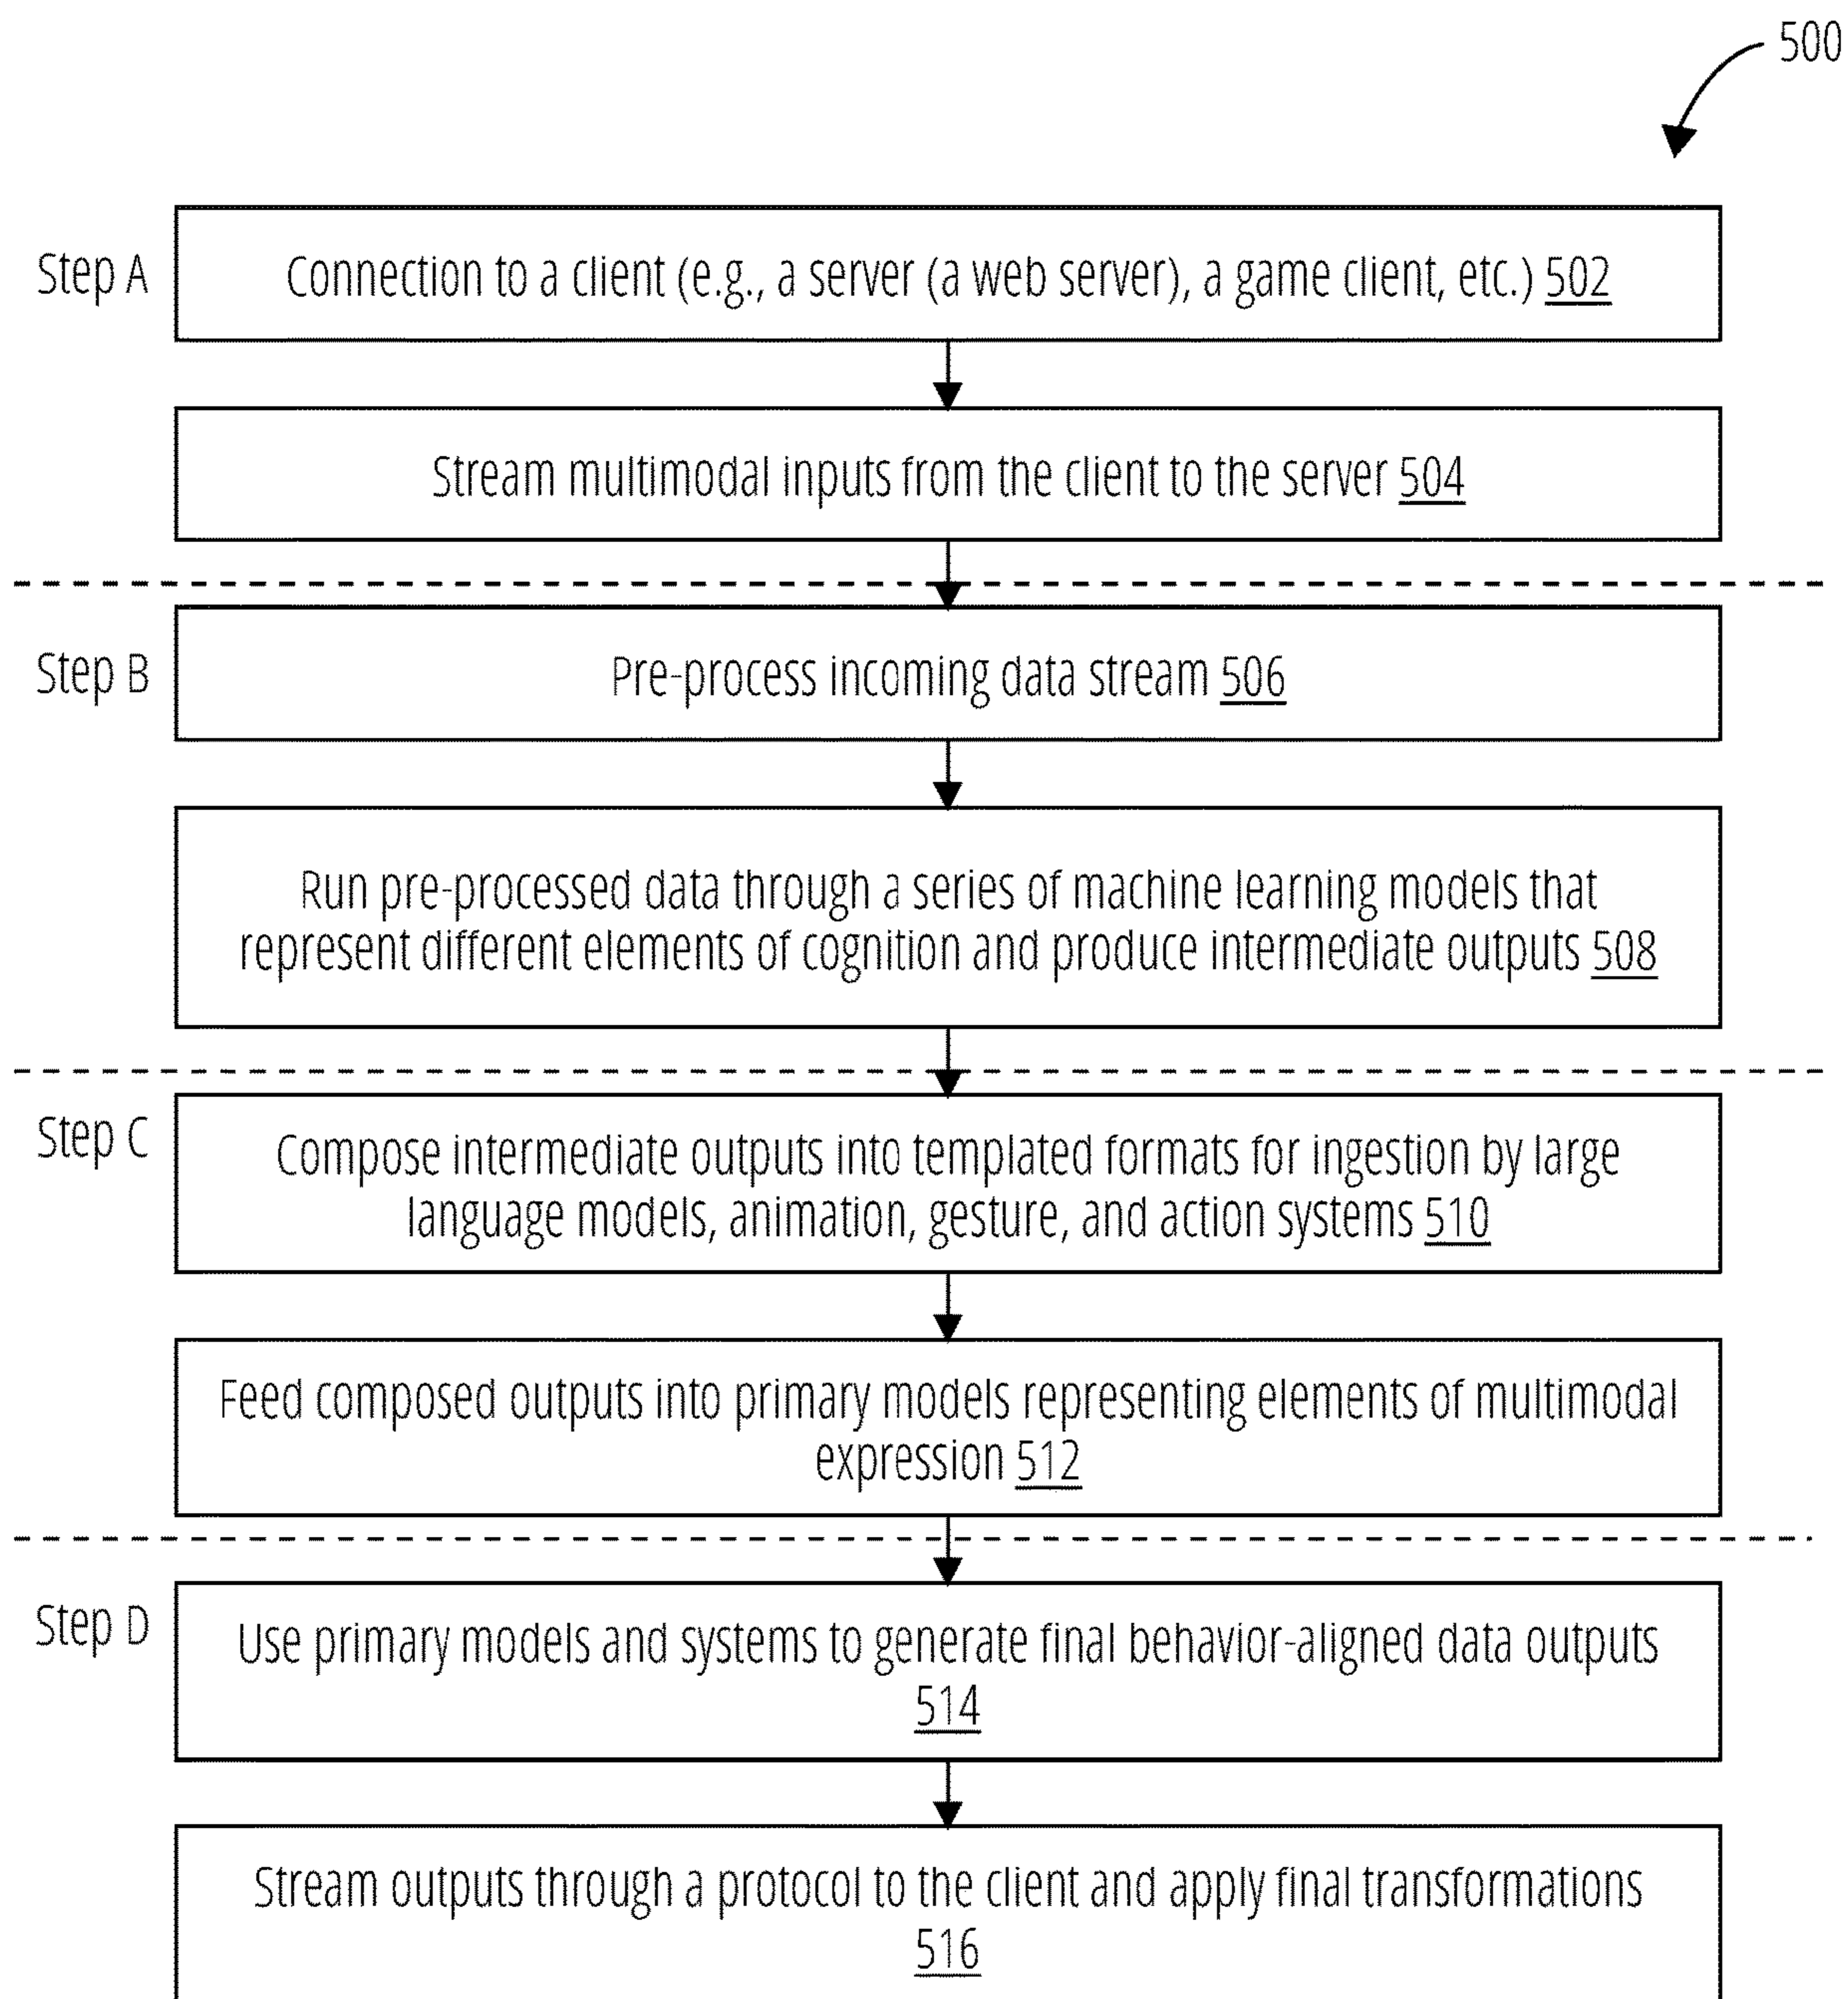 500
Step A
Connection to a client (e.g., a server (a web server), a game client, etc.) 502
Stream multimodal inputs from the client to the server 504
Step B
Pre-process incoming data stream 506
Run pre-processed data through a series of machine learning models that
represent different elements of cognition and produce intermediate outputs 508
Step C
Compose intermediate outputs into templated formats for ingestion by large
language models, animation, gesture, and action systems 510
Feed composed outputs into primary models representing elements of multimodal
expression 512
Step D
Use primary models and systems to generate final behavior-aligned data outputs
514
Stream outputs through a protocol to the client and apply final transformations
516